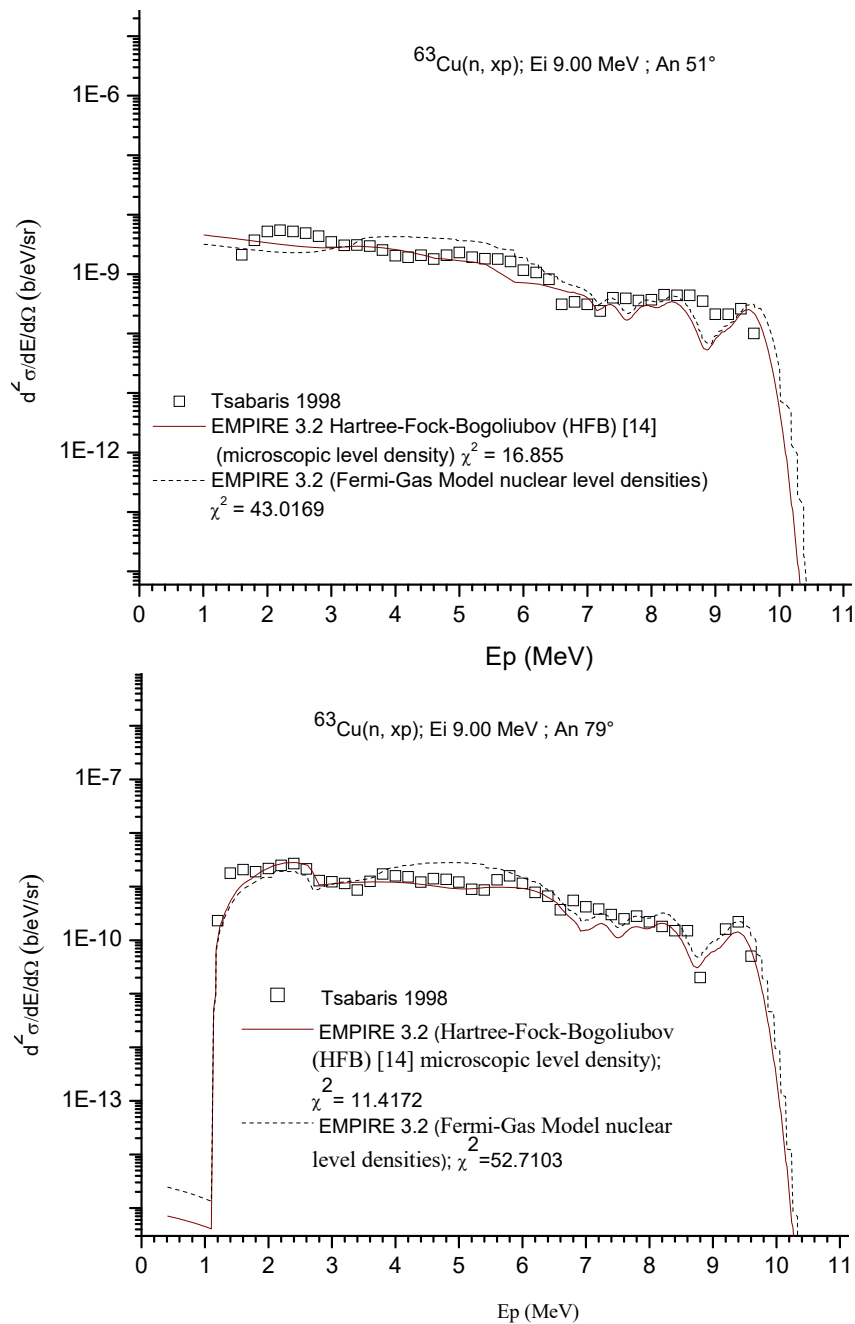 ⁶³Cu(n, xp); Ei 9.00 MeV ; An 51°
1E-6
1E-9
1E-12
d² σ/dE/dΩ (b/eV/sr)
Tsabaris 1998
EMPIRE 3.2 Hartree-Fock-Bogoliubov (HFB) [14]
(microscopic level density) χ² = 16.855
EMPIRE 3.2 (Fermi-Gas Model nuclear level densities)
χ² = 43.0169
0 1 2 3 4 5 6 7 8 9 10 11
Ep (MeV)
⁶³Cu(n, xp); Ei 9.00 MeV ; An 79°
1E-7
1E-10
1E-13
d² σ/dE/dΩ (b/eV/sr)
Tsabaris 1998
EMPIRE 3.2 (Hartree-Fock-Bogoliubov
(HFB) [14] microscopic level density);
χ²= 11.4172
EMPIRE 3.2 (Fermi-Gas Model nuclear
level densities); χ²=52.7103
0 1 2 3 4 5 6 7 8 9 10 11
Ep (MeV)